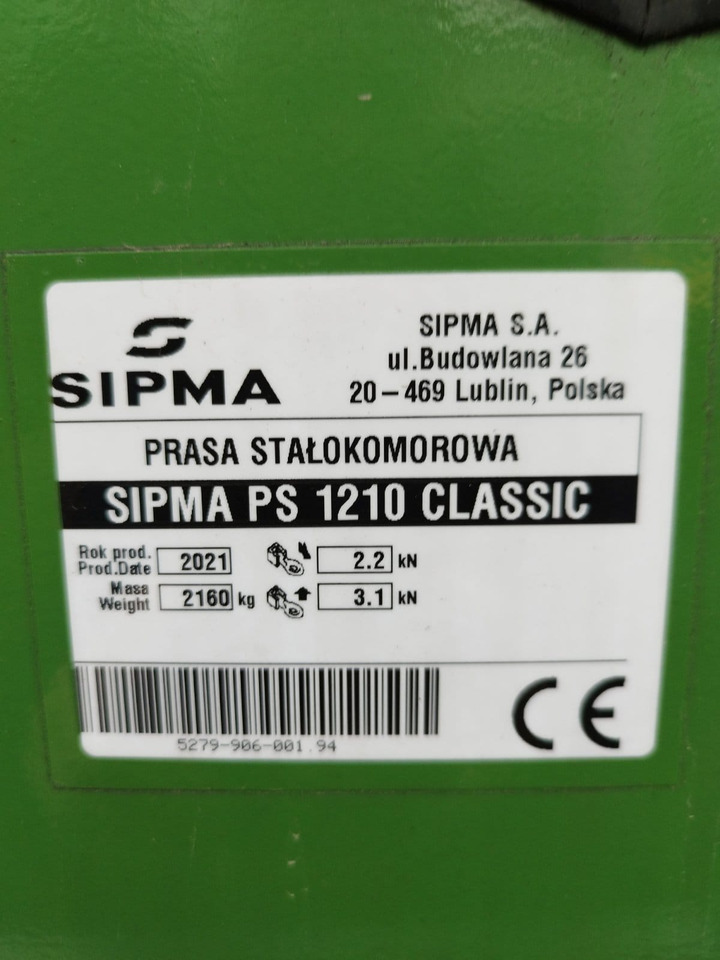 SIPMA
SIPMA S.A.
ul.Budowlana 26
20-469 Lublin, Polska
PRASA STAŁOKOMOROWA
SIPMA PS 1210 CLASSIC
Rok prod.
Prod.Date 2021 2.2 kN
Masa
Weight 2160 kg 3.1 kN
5279-906-001.94
CE